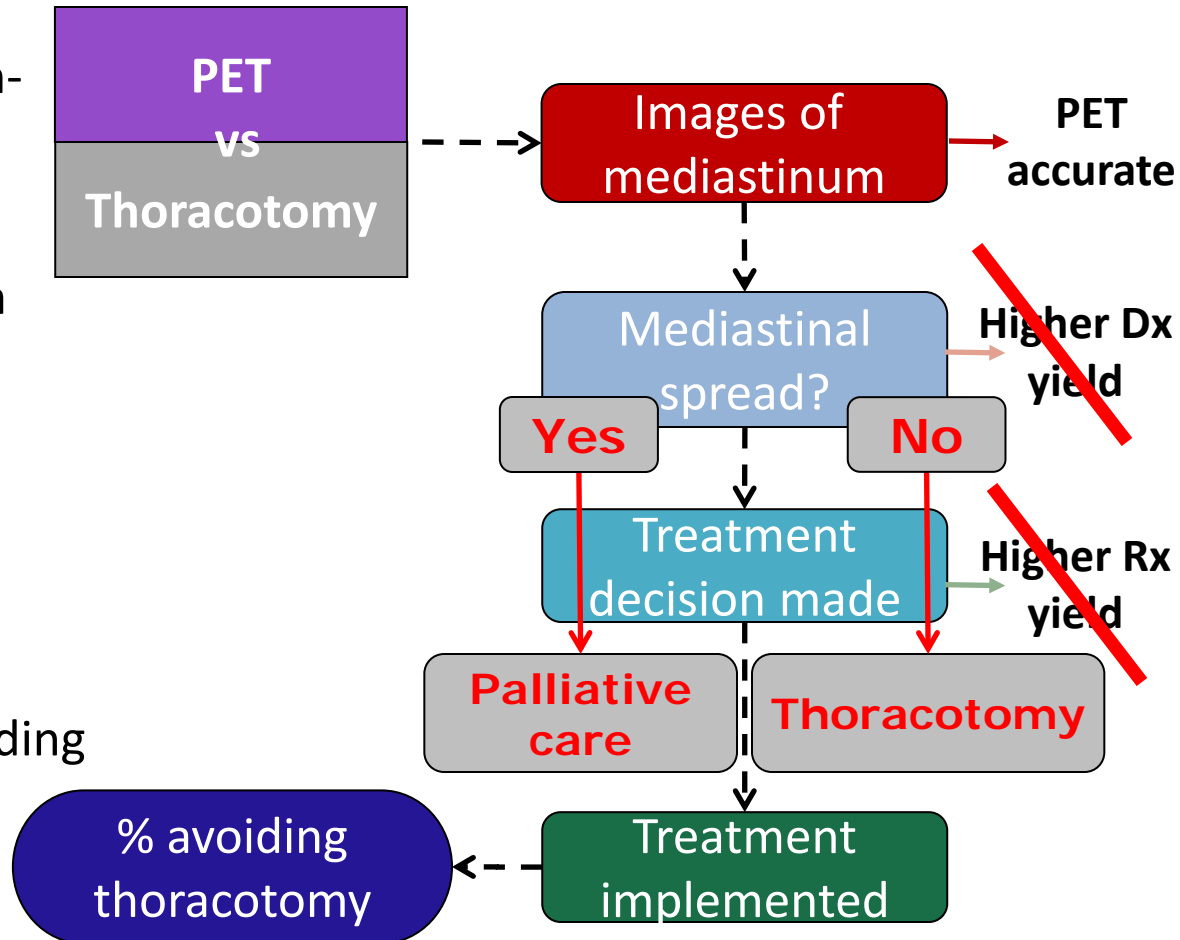 PET
vs
Thoracotomy
Images of
mediastinum
PET
accurate
Mediastinal
spread?
Higher Dx
yield
Yes
No
Treatment
decision made
Higher Rx
yield
Palliative
care
Thoracotomy
ding
% avoiding
thoracotomy
Treatment
implemented